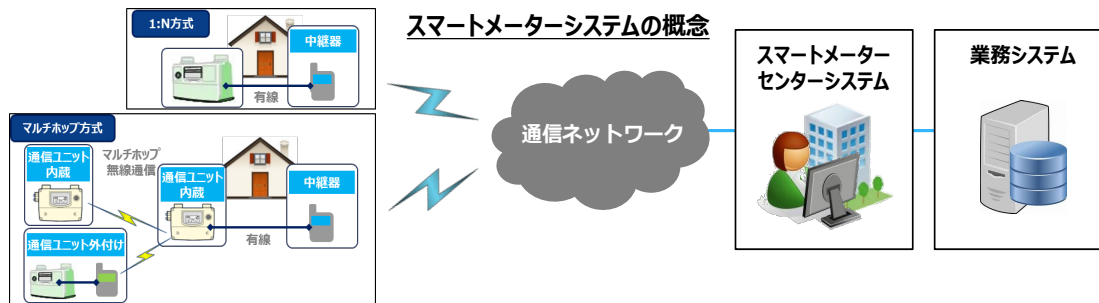 スマートメーターシステムの概念
1:N方式
中継器
有線
マルチホップ方式
通信ユニット
内蔵
マルチホップ
無線通信
通信ユニット
内蔵
中継器
有線
通信ユニット外付け
通信ネットワーク
スマートメーター
センターシステム
業務システム